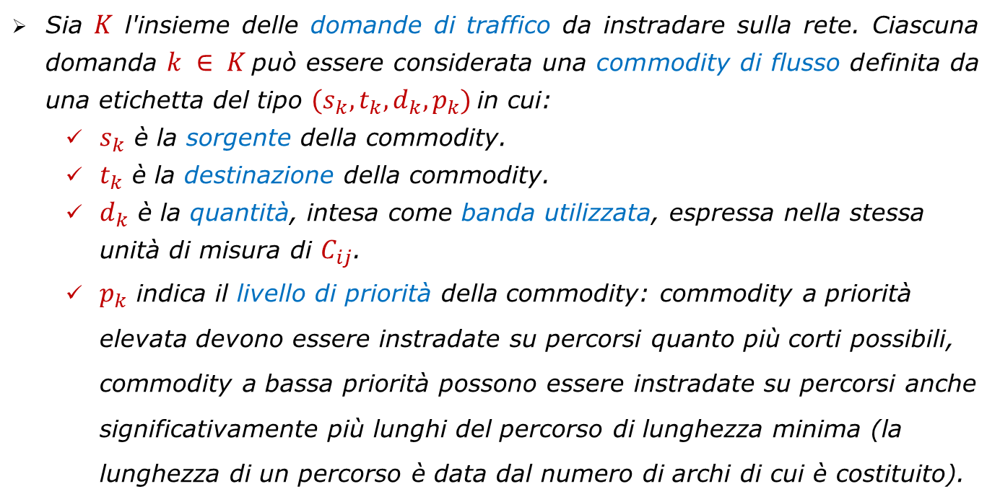 ➢ Sia K l'insieme delle domande di traffico da instradare sulla rete. Ciascuna
domanda k ∈ K può essere considerata una commodity di flusso definita da
una etichetta del tipo (s_k, t_k, d_k, p_k) in cui:
✓ s_k è la sorgente della commodity.
✓ t_k è la destinazione della commodity.
✓ d_k è la quantità, intesa come banda utilizzata, espressa nella stessa
unità di misura di C_ij.
✓ p_k indica il livello di priorità della commodity: commodity a priorità
elevata devono essere instradate su percorsi quanto più corti possibili,
commodity a bassa priorità possono essere instradate su percorsi anche
significativamente più lunghi del percorso di lunghezza minima (la
lunghezza di un percorso è data dal numero di archi di cui è costituito).